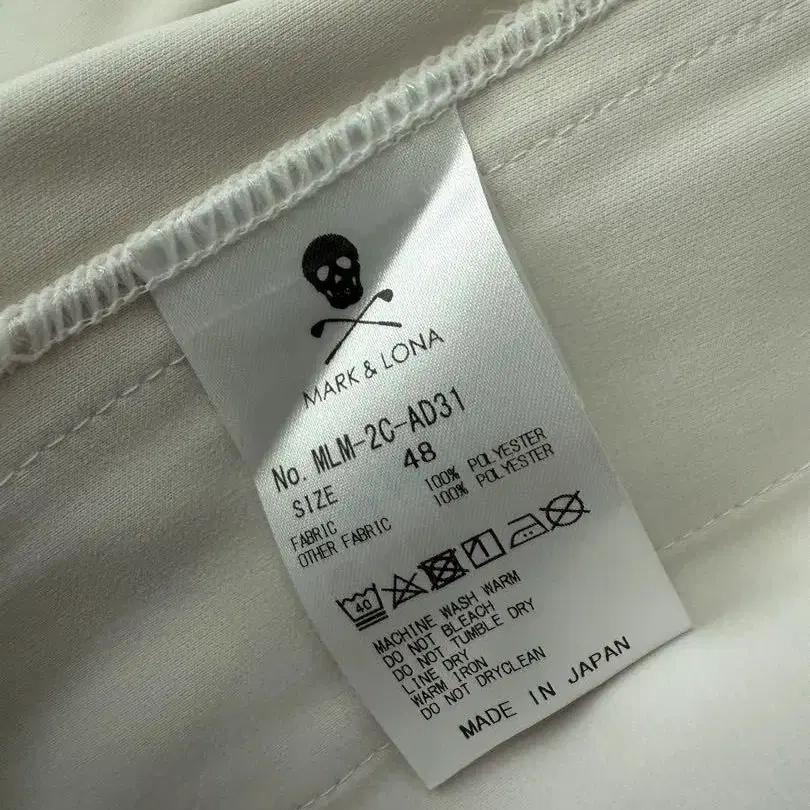 MARK & LONA
No. MLM-2C-AD31
SIZE 48
FABRIC 100% POLYESTER
OTHER FABRIC 100% POLYESTER
40
MACHINE WASH WARM
DO NOT BLEACH
DO NOT TUMBLE DRY
LINE DRY
WARM IRON
DO NOT DRYCLEAN
MADE IN JAPAN